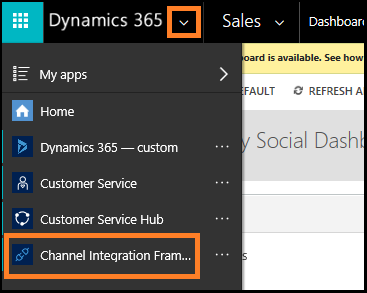 Dynamics 365 Sales Dashboard
board is available. See how
My apps
EFAULT REFRESH A
Home
Dynamics 365 — custom ...
y Social Dashb
Customer Service ...
Customer Service Hub ...
Channel Integration Fram... ...
s